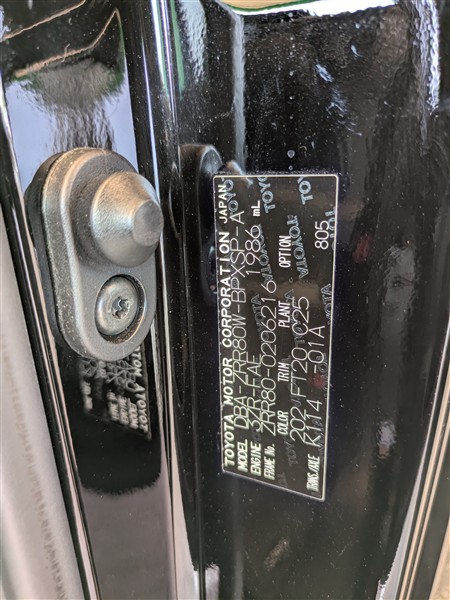 TOYOTA MOTOR CORPORATION JAPAN
MODEL DBA-ZRR80W-BPXSP-A
ENGINE 3ZR-FAE 1986 mL
FRAME No. ZRR80-0206216
COLOR TRIM PLANT OPTION
202 FT20 C25 805
TRANS/AXLE K114 -01A